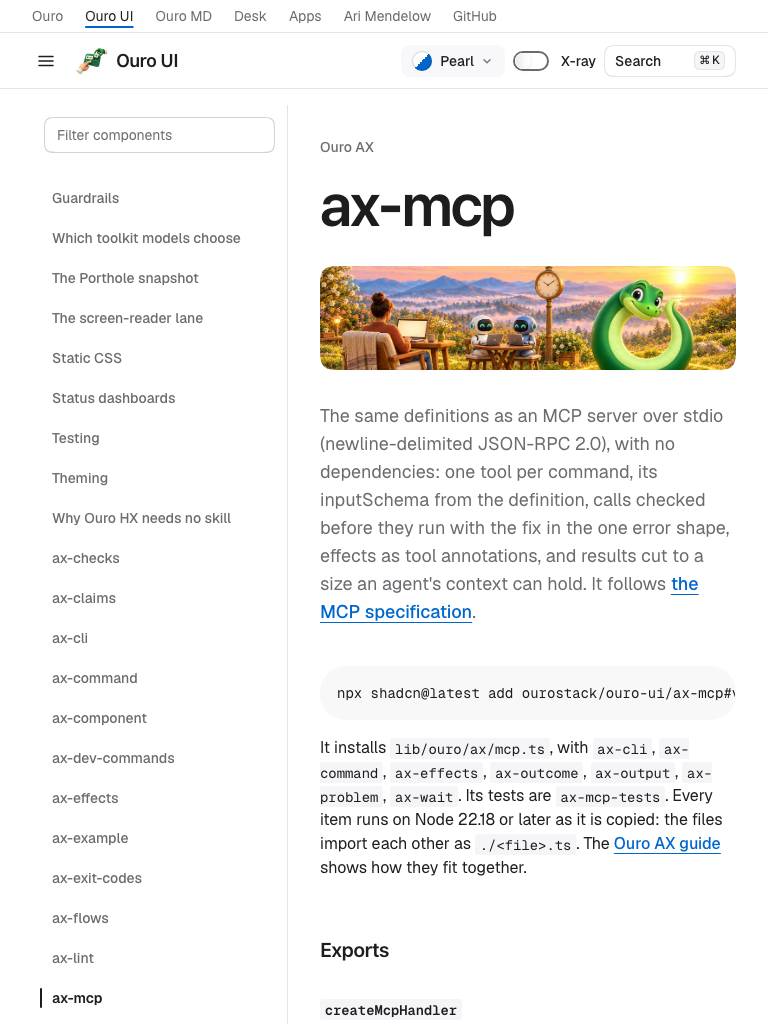 Ouro
Ouro UI
Ouro MD
Desk
Apps
Ari Mendelow
GitHub
Ouro UI
Pearl
X-ray
Search
⌘ K
Filter components
Guardrails
Which toolkit models choose
The Porthole snapshot
The screen-reader lane
Static CSS
Status dashboards
Testing
Theming
Why Ouro HX needs no skill
ax-checks
ax-claims
ax-cli
ax-command
ax-component
ax-dev-commands
ax-effects
ax-example
ax-exit-codes
ax-flows
ax-lint
ax-mcp
Ouro AX
ax-mcp
The same definitions as an MCP server over stdio
(newline-delimited JSON-RPC 2.0), with no
dependencies: one tool per command, its
inputSchema from the definition, calls checked
before they run with the fix in the one error shape,
effects as tool annotations, and results cut to a
size an agent's context can hold. It follows the
MCP specification.
npx shadcn@latest add ourostack/ouro-ui/ax-mcp#
It installs lib/ouro/ax/mcp.ts, with ax-cli, ax-
command, ax-effects, ax-outcome, ax-output, ax-
problem, ax-wait. Its tests are ax-mcp-tests. Every
item runs on Node 22.18 or later as it is copied: the files
import each other as ./<file>.ts. The Ouro AX guide
shows how they fit together.
Exports
createMcpHandler